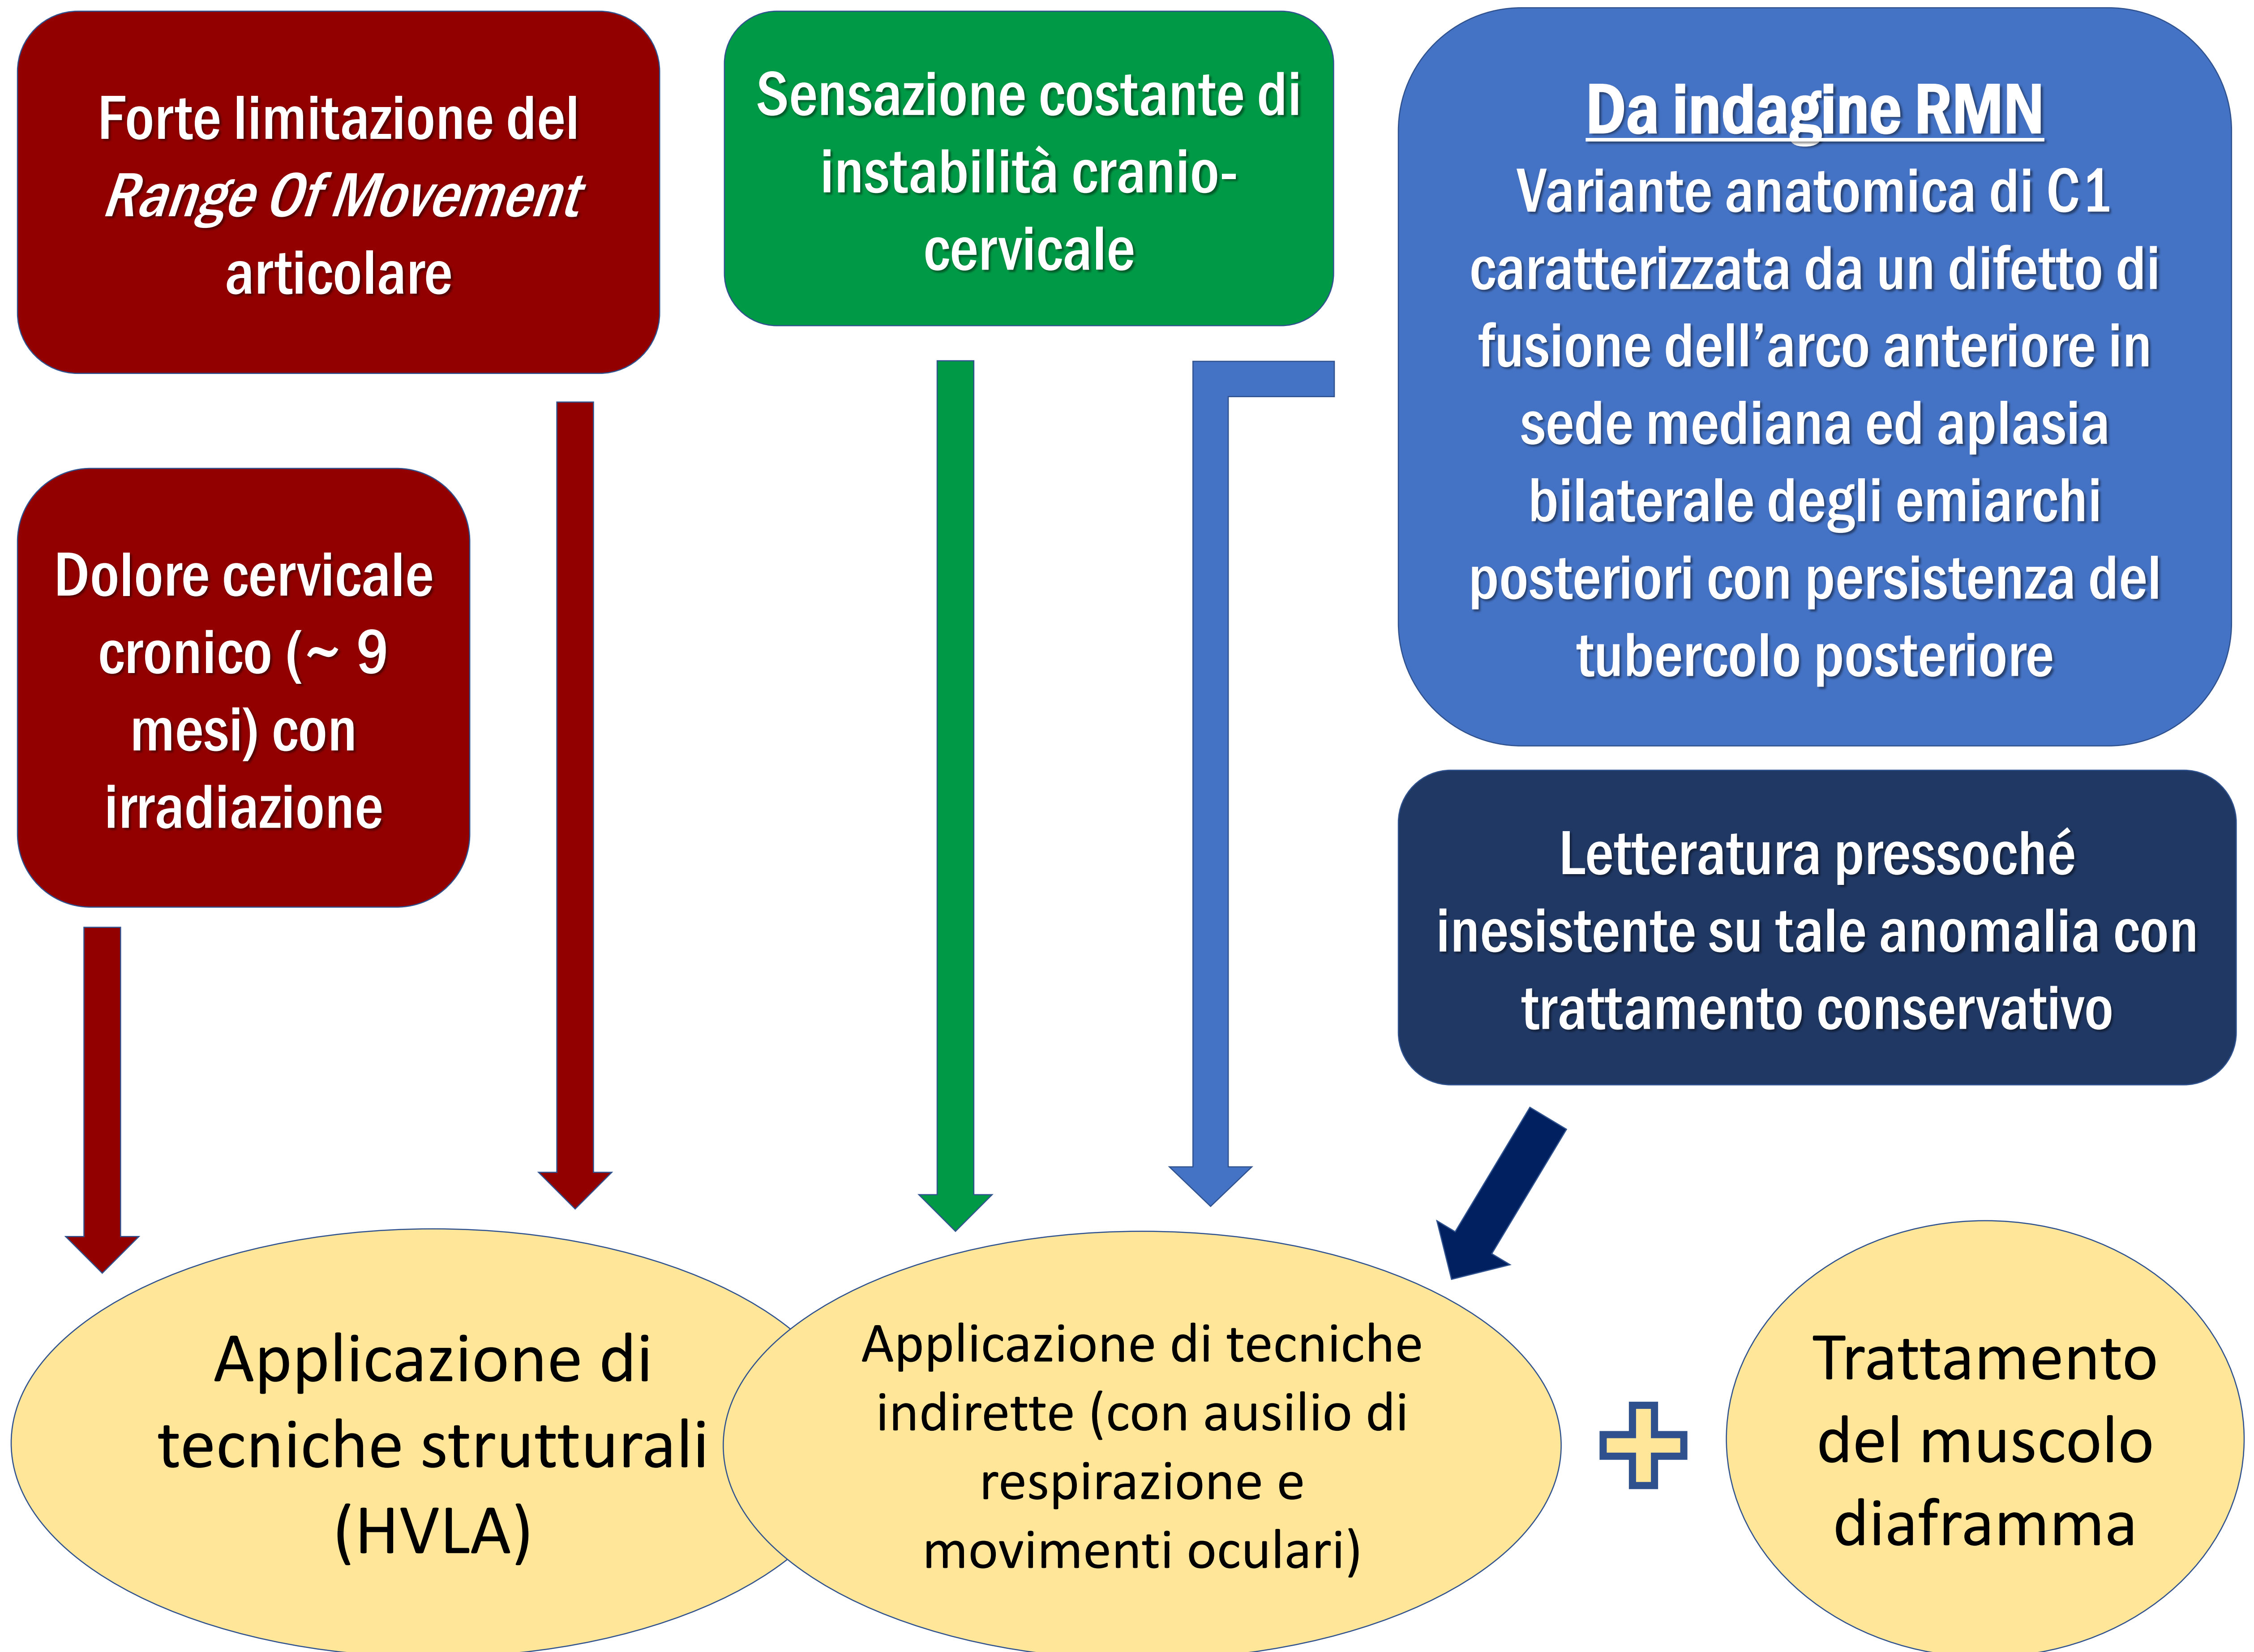 Forte limitazione del
Range Of Movement
articolare
Dolore cervicale
cronico (~ 9
mesi) con
irradiazione
Sensazione costante di
instabilità cranio-
cervicale
Da indagine RMN
Variante anatomica di C1
caratterizzata da un difetto di
fusione dell’arco anteriore in
sede mediana ed aplasia
bilaterale degli emiarchi
posteriori con persistenza del
tubercolo posteriore
Letteratura pressoché
inesistente su tale anomalia con
trattamento conservativo
Applicazione di
tecniche strutturali
(HVLA)
Applicazione di tecniche
indirette (con ausilio di
respirazione e
movimenti oculari)
Trattamento
del muscolo
diaframma